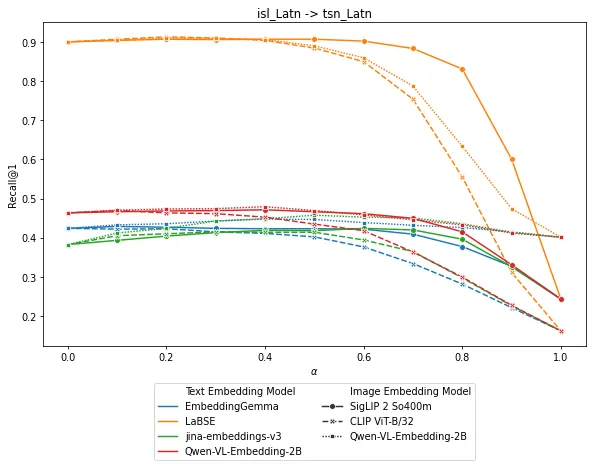 isl_Latn -> tsn_Latn
Recall@1
0.9
0.8
0.7
0.6
0.5
0.4
0.3
0.2
0.0 0.2 0.4 0.6 0.8 1.0
α
Text Embedding Model Image Embedding Model
EmbeddingGemma SigLIP 2 So400m
LaBSE CLIP ViT-B/32
jina-embeddings-v3 Qwen-VL-Embedding-2B
Qwen-VL-Embedding-2B